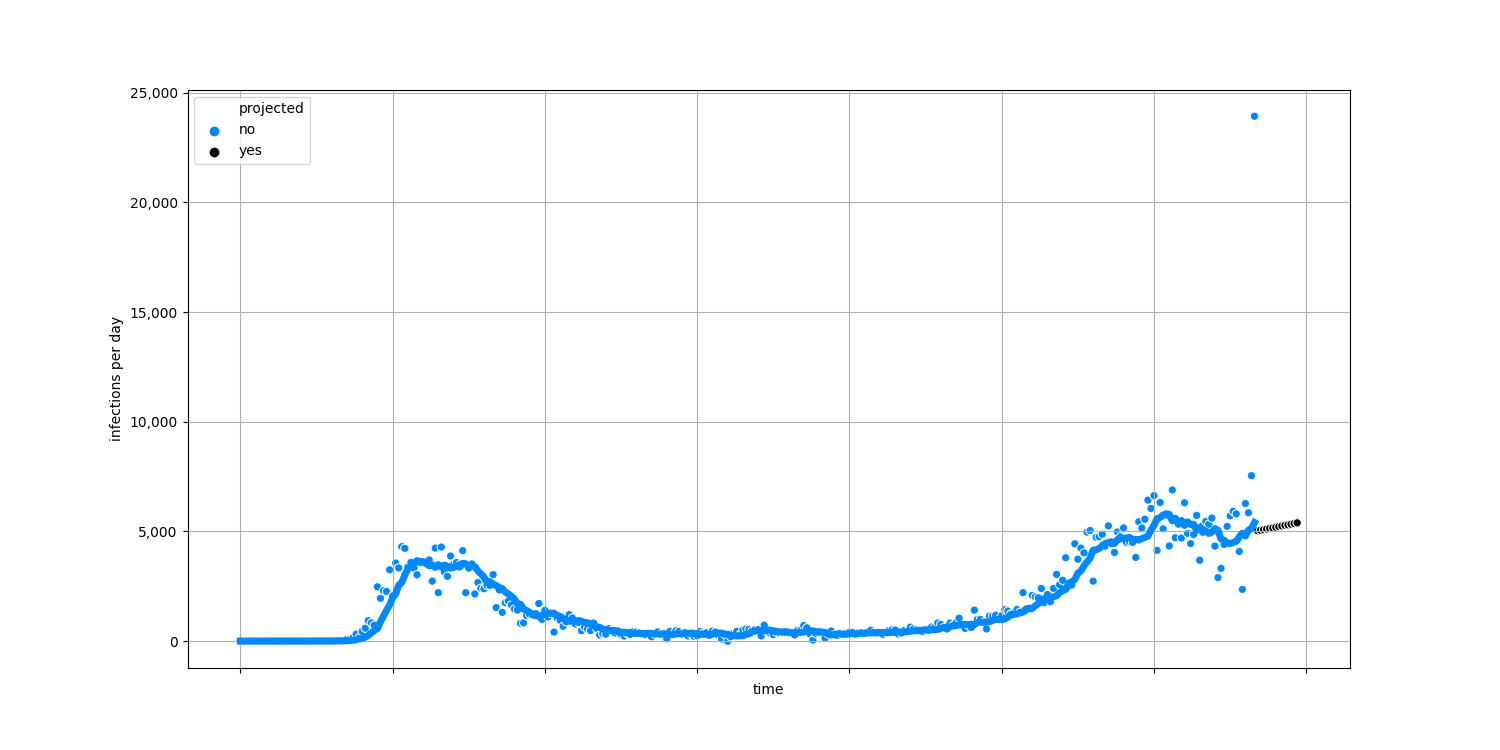 25,000
projected
no
yes
20,000
15,000
infections per day
10,000
5,000
0
time